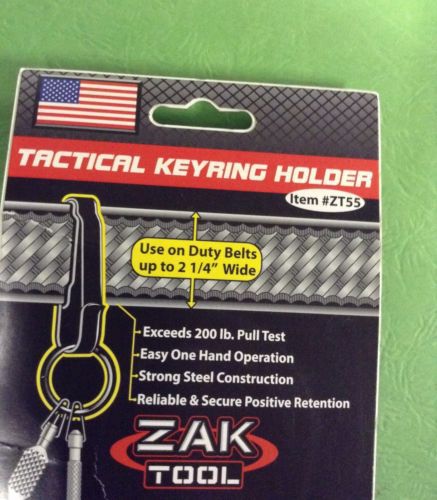 TACTICAL KEYRING HOLDER
Item #ZT55
Use on Duty Belts
up to 2 1/4" Wide
Exceeds 200 lb. Pull Test
Easy One Hand Operation
Strong Steel Construction
Reliable & Secure Positive Retention
ZAK
TOOL